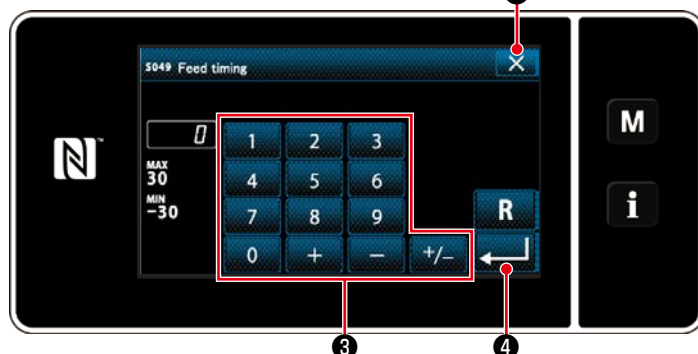 S049 Feed timing
0
MAX
30
MIN
-30
1 2 3
4 5 6
7 8 9
0 + − +/−
R
N™
M
i
❸
❹